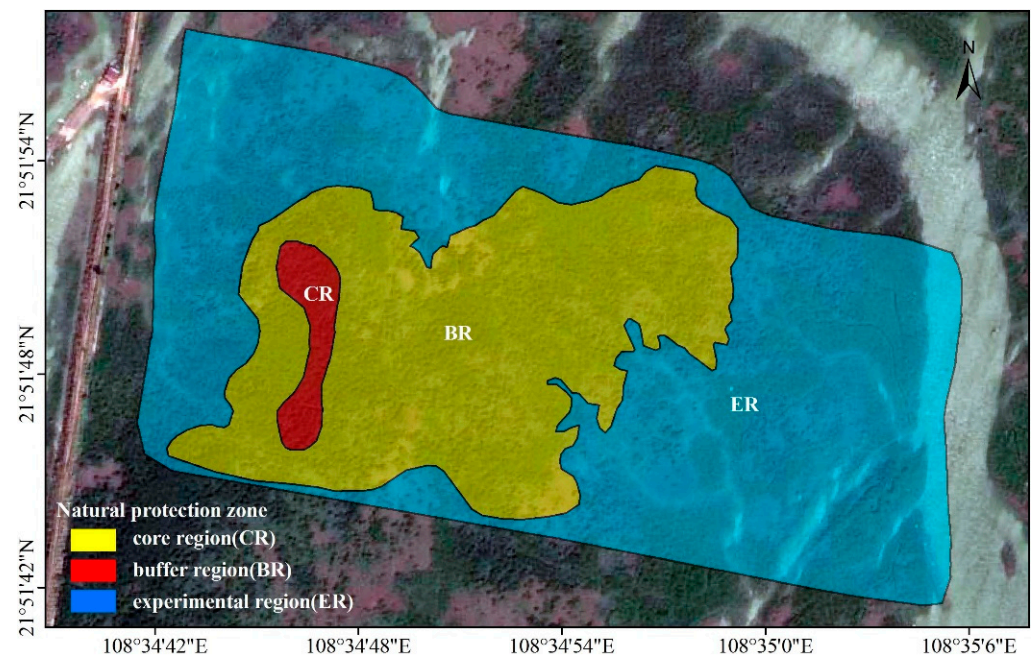 N
21°51'54"N
21°51'48"N
21°51'42"N
CR
BR
ER
Natural protection zone
core region(CR)
buffer region(BR)
experimental region(ER)
108°34'42"E 108°34'48"E 108°34'54"E 108°35'0"E 108°35'6"E